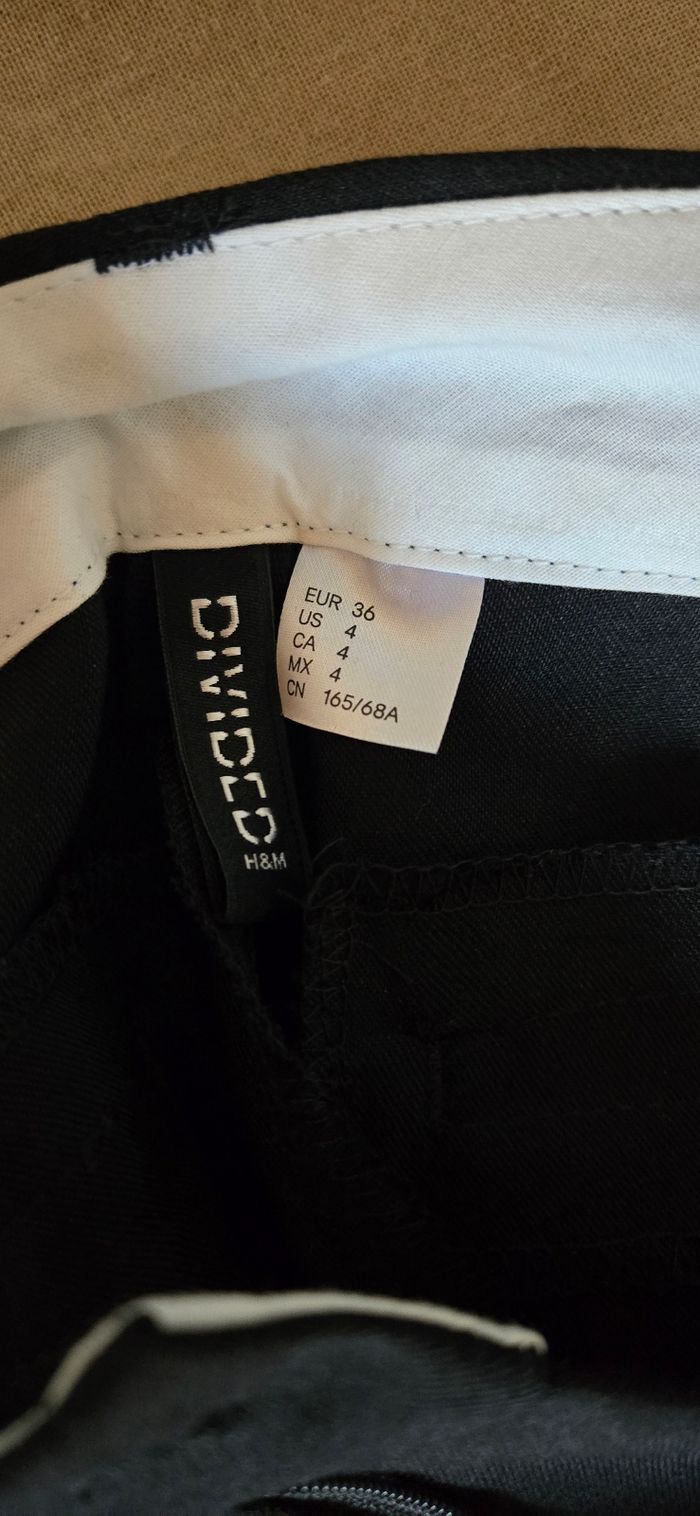 DIVIDED
H&M
EUR 36
US 4
CA 4
MX 4
CN 165/68A